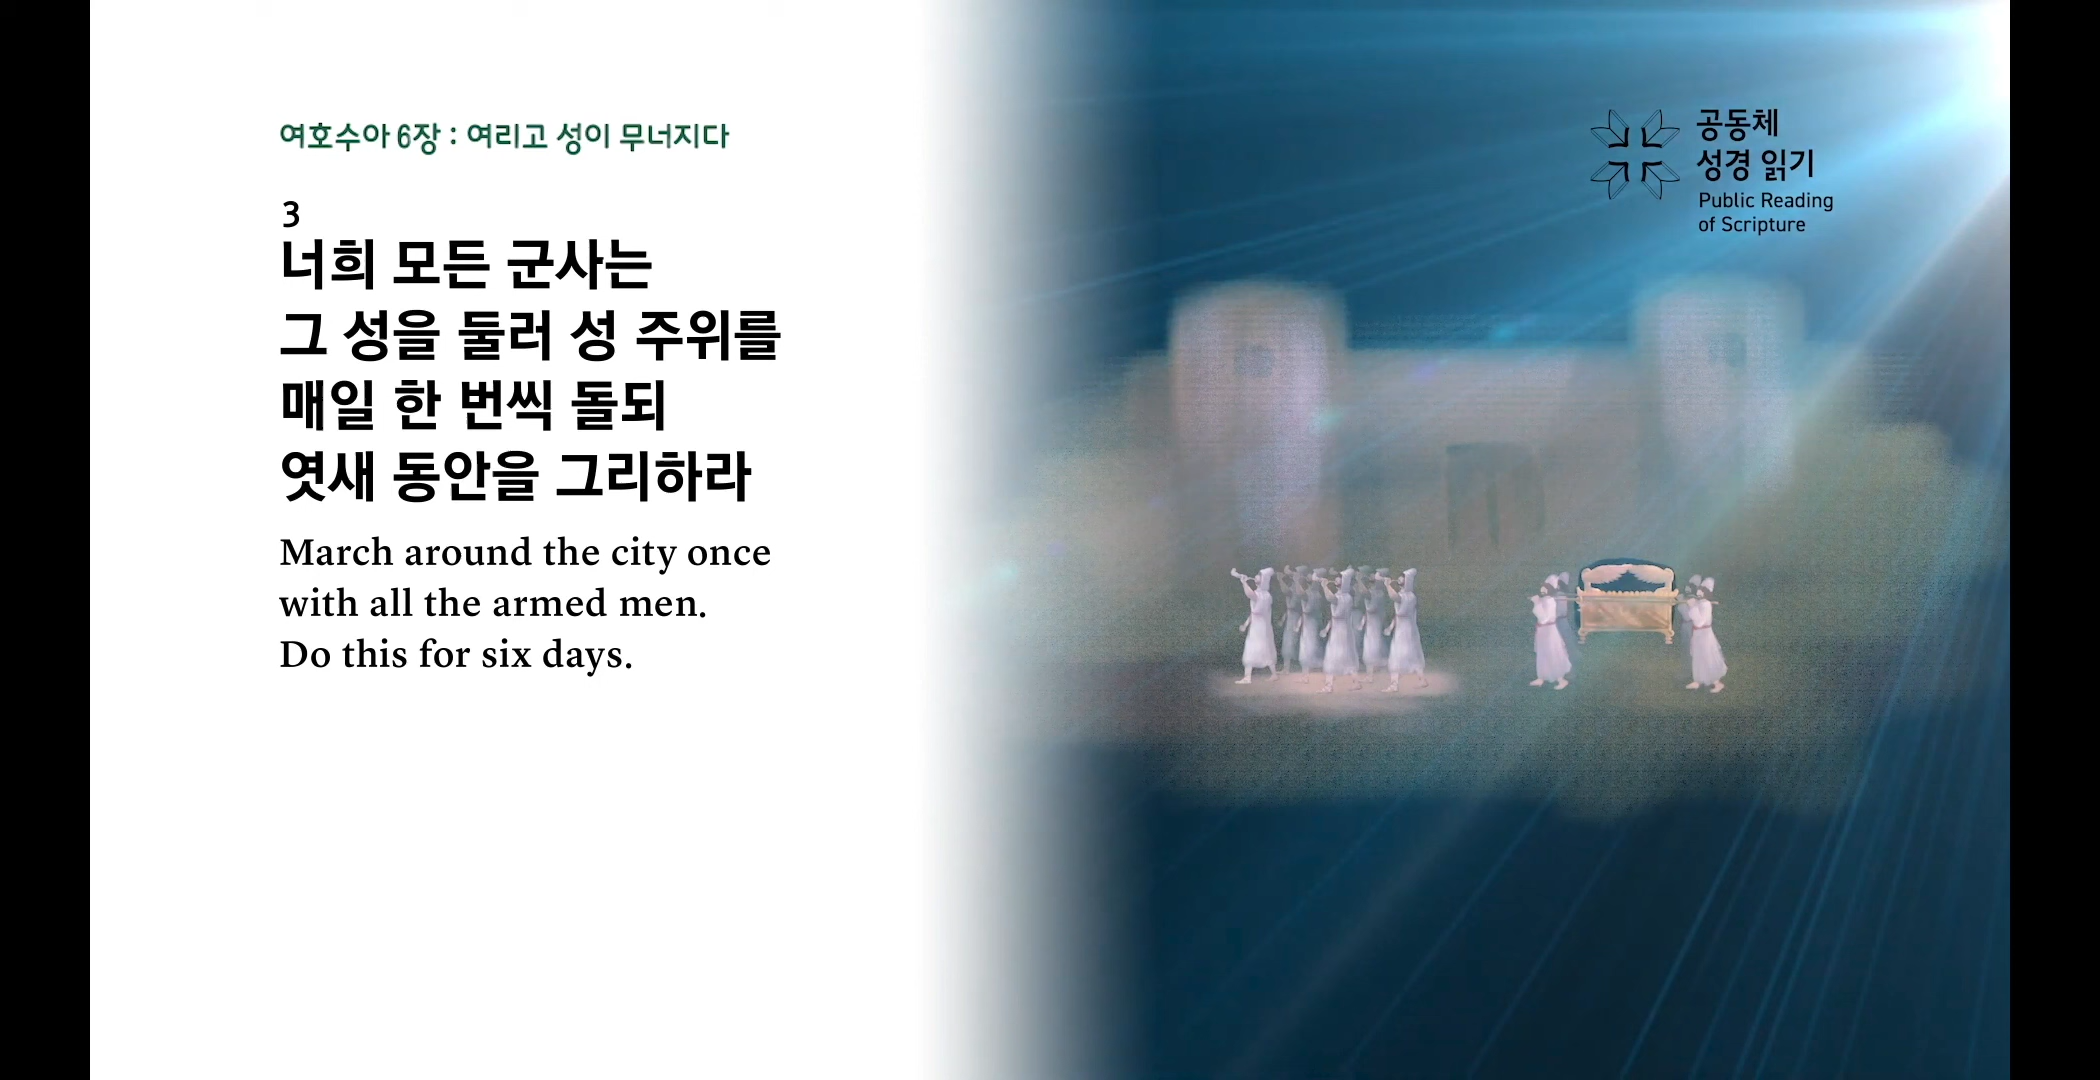 여호수아 6장 : 여리고 성이 무너지다
3
너희 모든 군사는
그 성을 둘러 성 주위를
매일 한 번씩 돌되
엿새 동안을 그리하라
March around the city once
with all the armed men.
Do this for six days.
공동체
성경 읽기
Public Reading
of Scripture